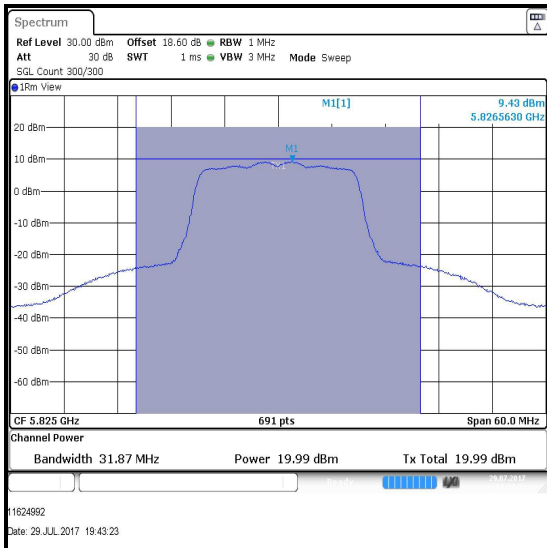 Spectrum
Ref Level 30.00 dBm Offset 18.60 dB RBW 1 MHz
Att 30 dB SWT 1 ms VBW 3 MHz Mode Sweep
SGL Count 300/300
1Rm View
M1[1] 9.43 dBm
5.8265630 GHz
20 dBm
M1
10 dBm
0 dBm
-10 dBm
-20 dBm
-30 dBm
-40 dBm
-50 dBm
-60 dBm
CF 5.825 GHz 691 pts Span 60.0 MHz
Channel Power
Bandwidth 31.87 MHz Power 19.99 dBm Tx Total 19.99 dBm
Ready 29.07.2017
11624992
Date: 29.JUL.2017 19:43:23